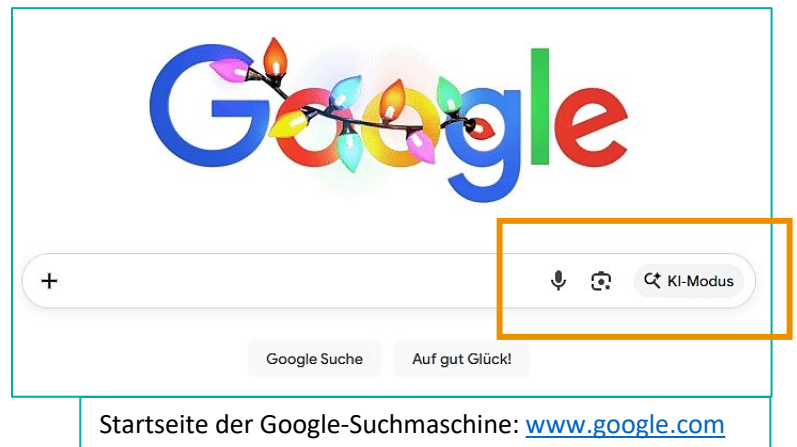 Google
+ KI-Modus
Google Suche Auf gut Glück!
Startseite der Google-Suchmaschine: www.google.com